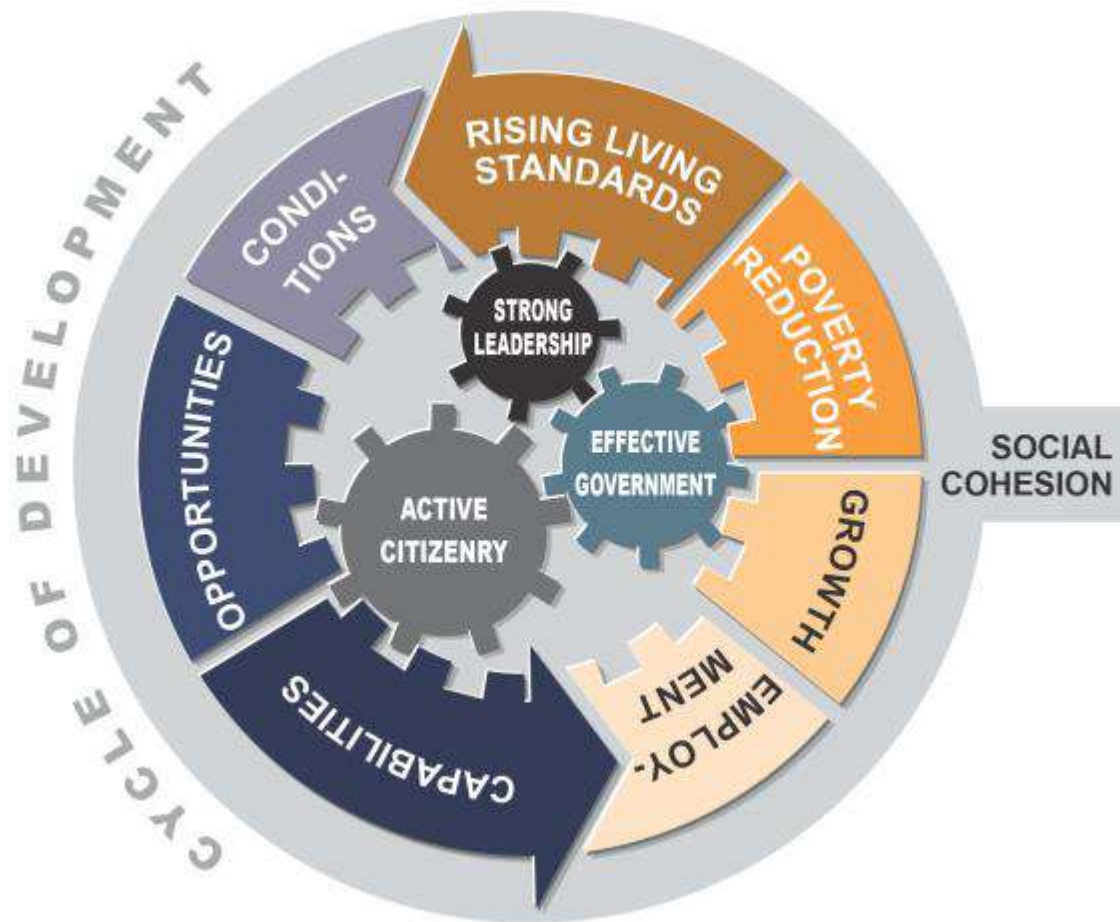 CYCLE OF DEVELOPMENT
RISING LIVING
STANDARDS
POVERTY
REDUCTION
GROWTH
EMPLOY-
MENT
CAPABILITIES
OPPORTUNITIES
CONDI-
TIONS
STRONG
LEADERSHIP
EFFECTIVE
GOVERNMENT
ACTIVE
CITIZENRY
SOCIAL
COHESION